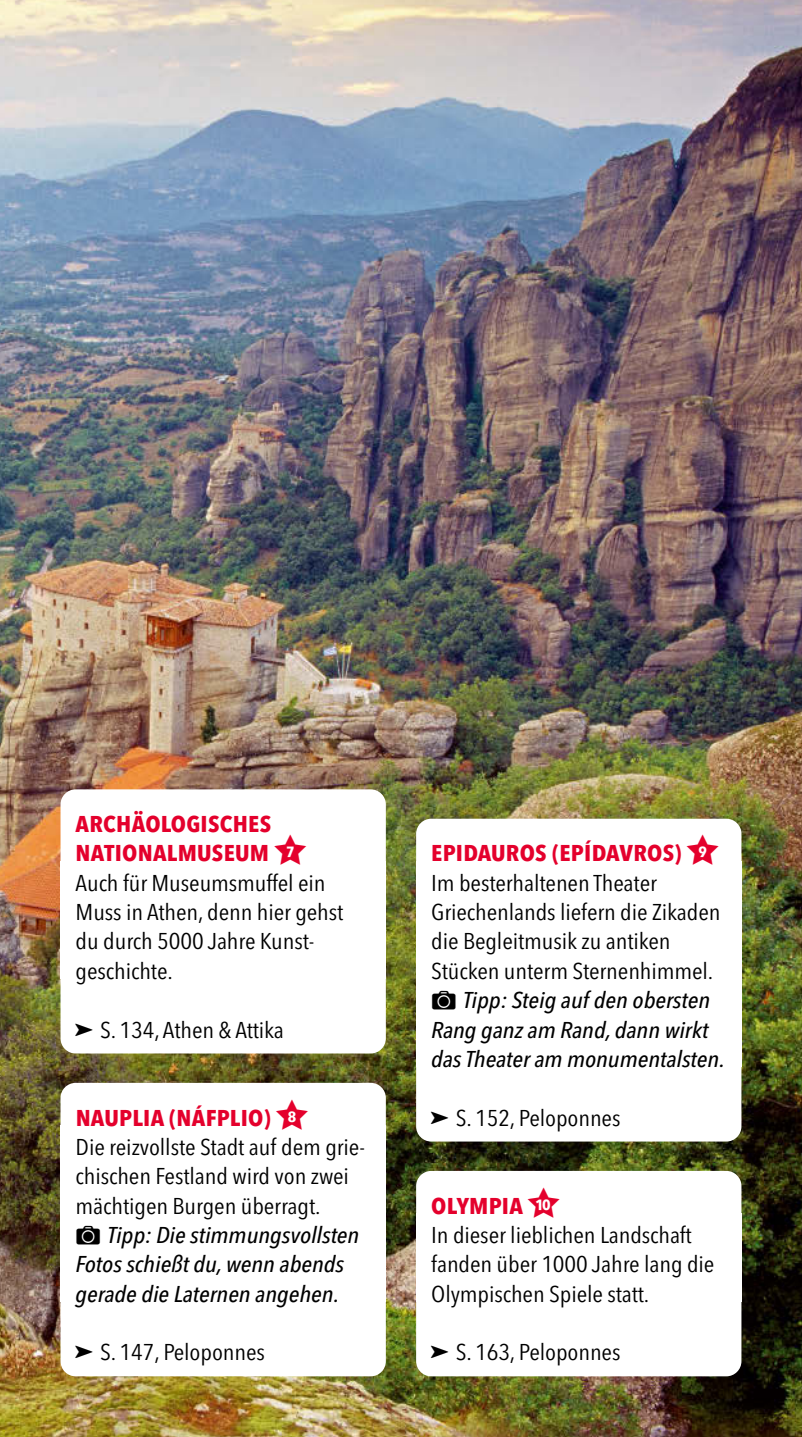 ARCHÄOLOGISCHES
NATIONALMUSEUM 7
Auch für Museumsmuffel ein
Muss in Athen, denn hier gehst
du durch 5000 Jahre Kunst-
geschichte.
➤ S. 134, Athen & Attika
NAUPLIA (NÁFPLIO) 8
Die reizvollste Stadt auf dem grie-
chischen Festland wird von zwei
mächtigen Burgen überragt.
Tipp: Die stimmungsvollsten
Fotos schießt du, wenn abends
gerade die Laternen angehen.
➤ S. 147, Peloponnes
EPIDAUROS (EPÍDAVROS) 9
Im besterhaltenen Theater
Griechenlands liefern die Zikaden
die Begleitmusik zu antiken
Stücken unterm Sternenhimmel.
Tipp: Steig auf den obersten
Rang ganz am Rand, dann wirkt
das Theater am monumentalsten.
➤ S. 152, Peloponnes
OLYMPIA 10
In dieser lieblichen Landschaft
fanden über 1000 Jahre lang die
Olympischen Spiele statt.
➤ S. 163, Peloponnes